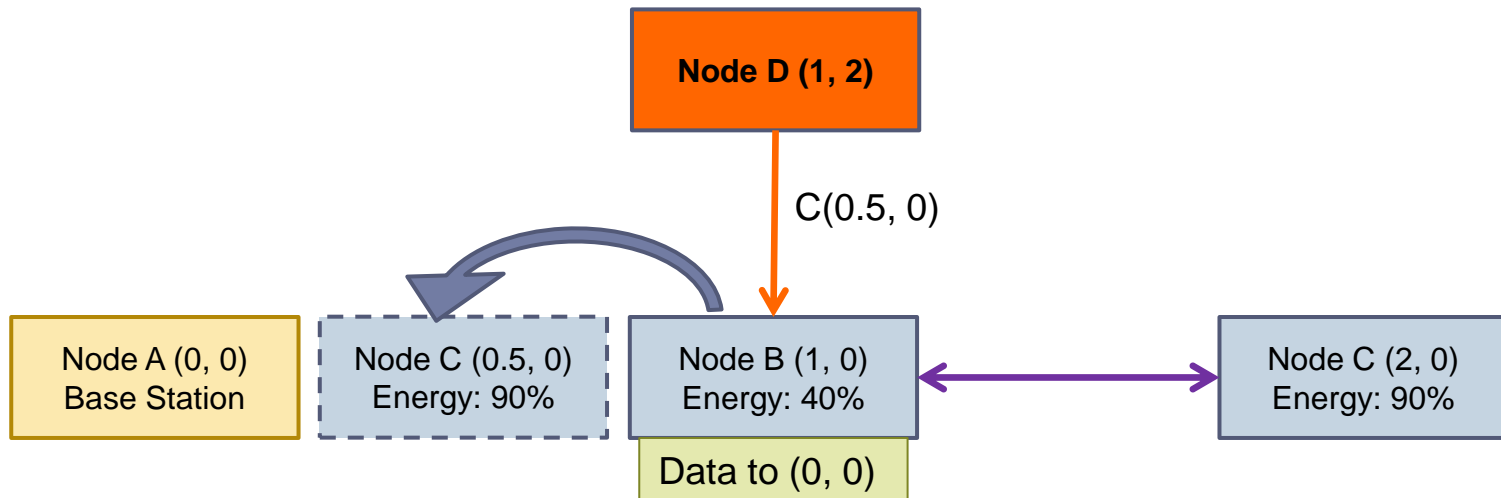 Node D (1, 2)
C(0.5, 0)
Node A (0, 0)
Base Station
Node C (0.5, 0)
Energy: 90%
Node B (1, 0)
Energy: 40%
Node C (2, 0)
Energy: 90%
Data to (0, 0)